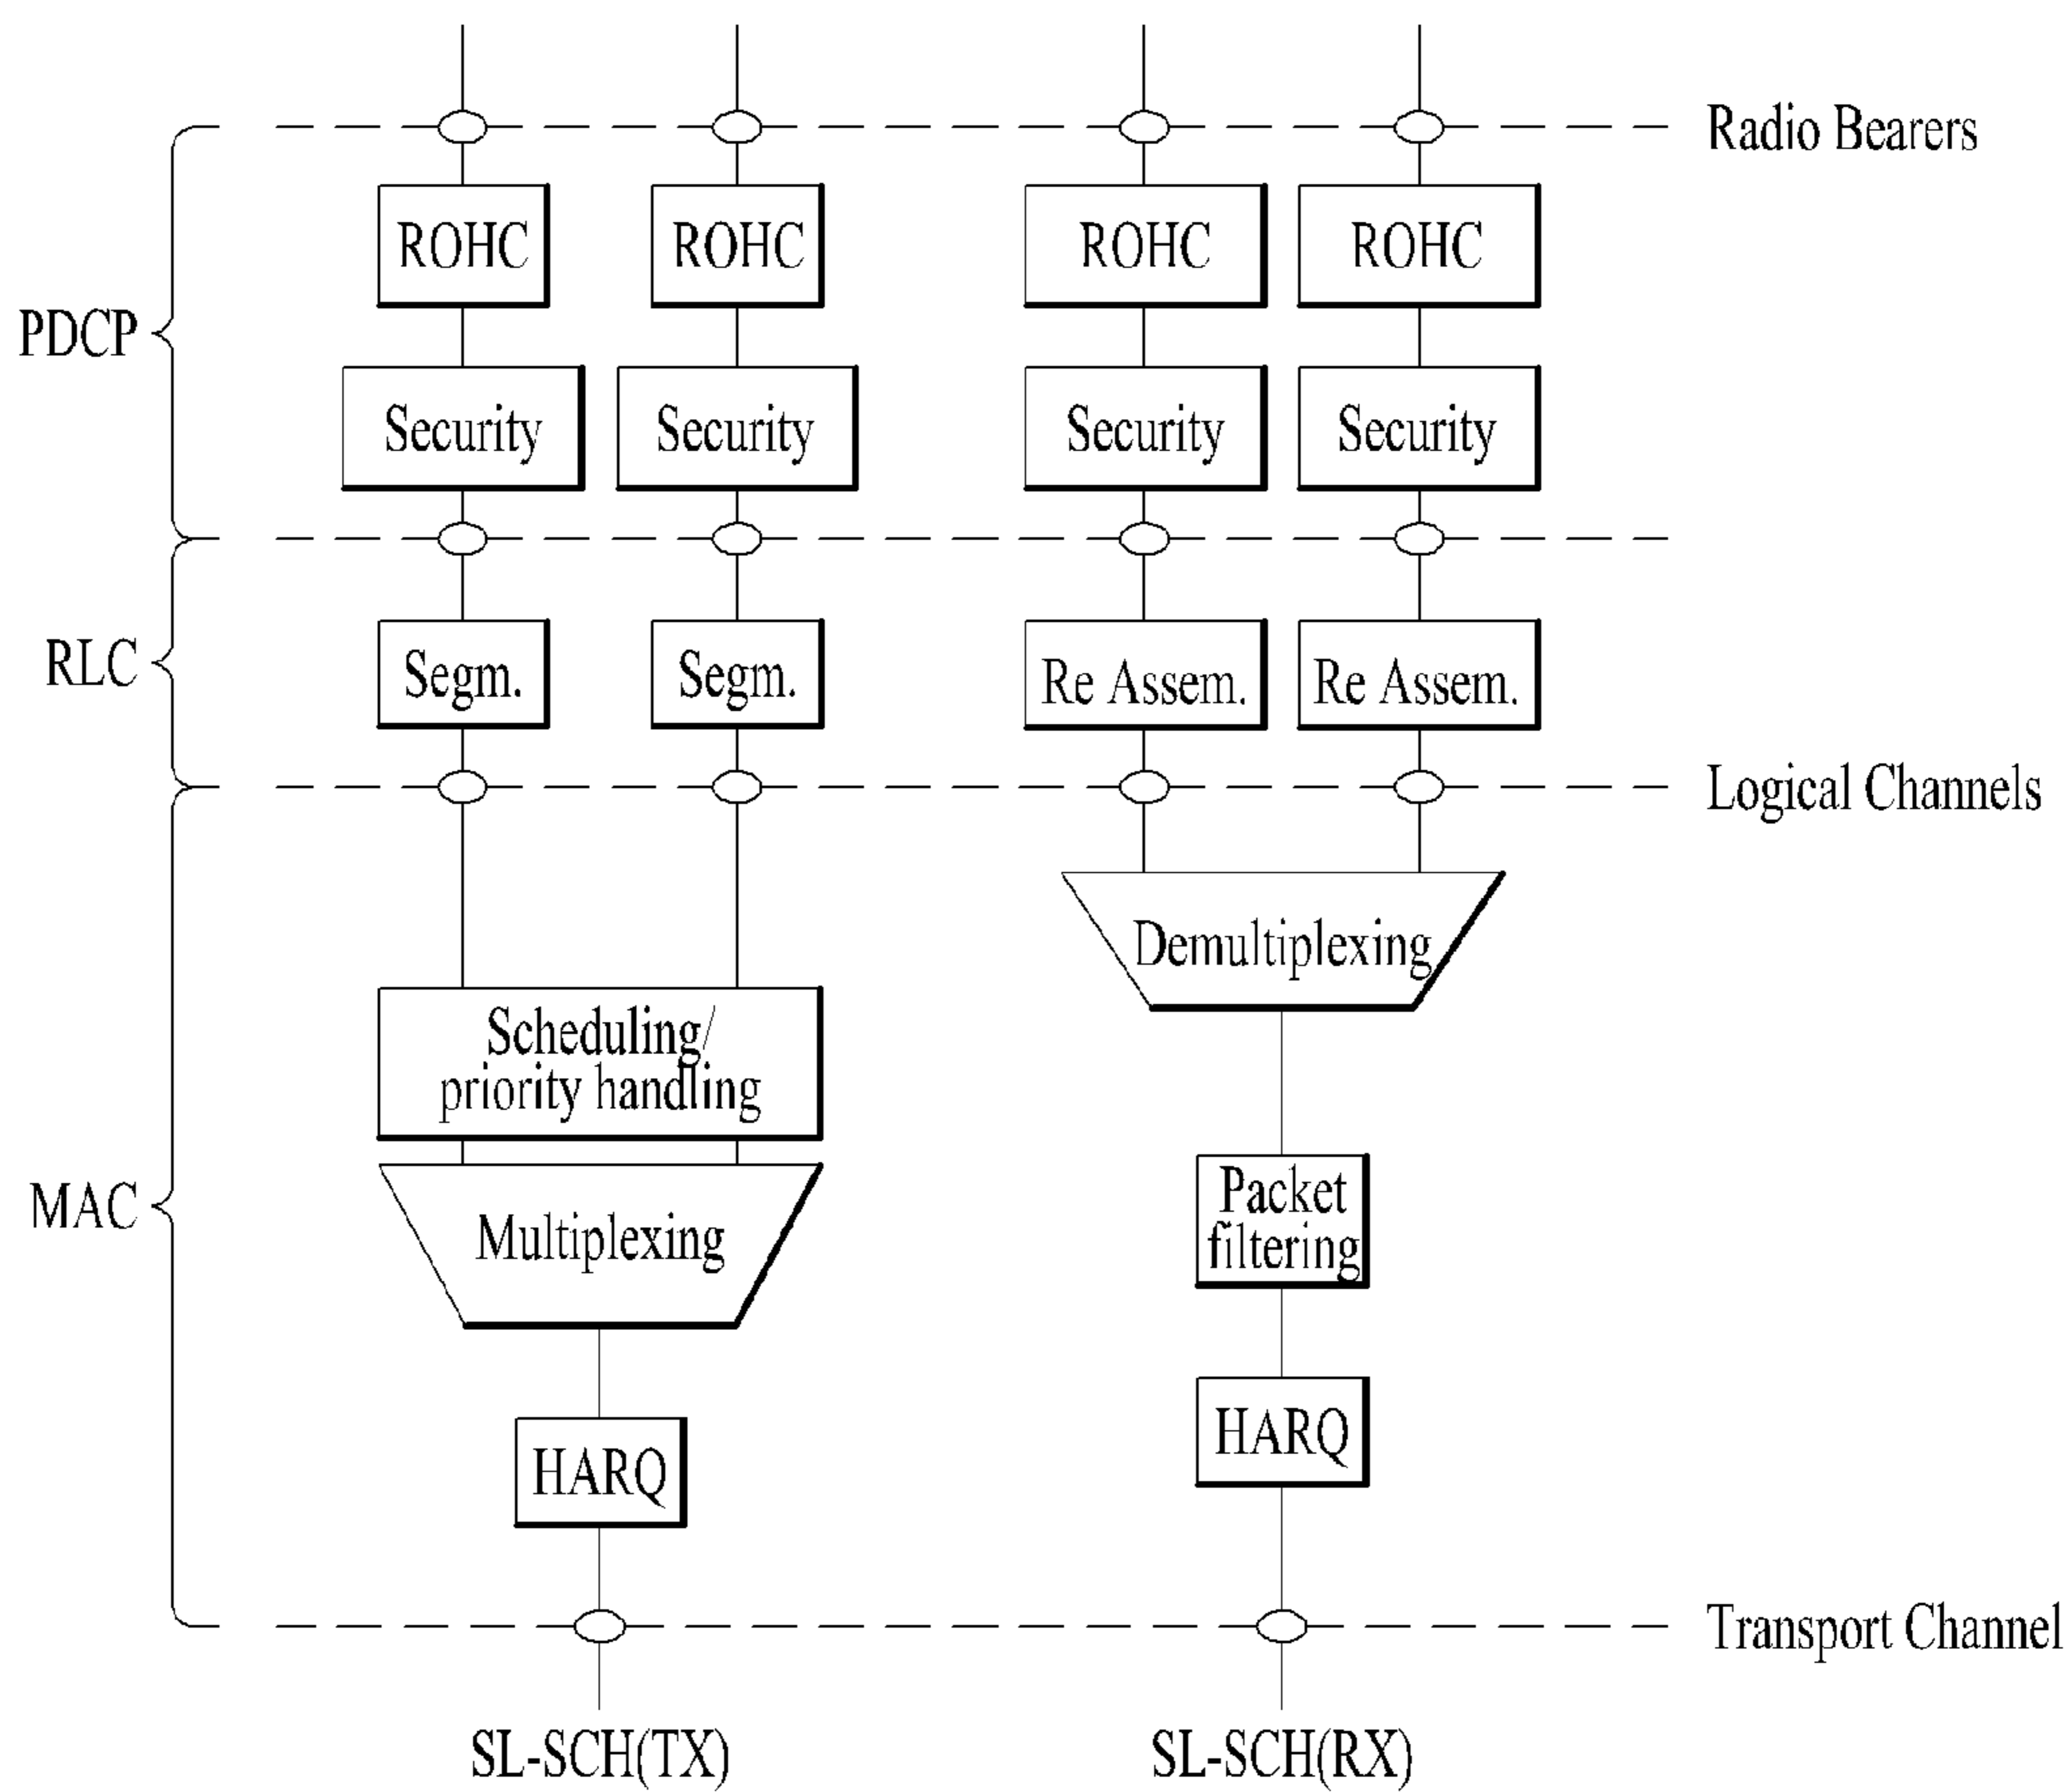 Radio Bearers
ROHC
ROHC
ROHC
ROHC
PDCP
Security
Security
Security
Security
RLC
Segm.
Segm.
Re Assem.
Re Assem.
Logical Channels
Demultiplexing
Scheduling/
priority handling
MAC
Multiplexing
Packet
filtering
HARQ
HARQ
Transport Channel
SL-SCH(TX)
SL-SCH(RX)